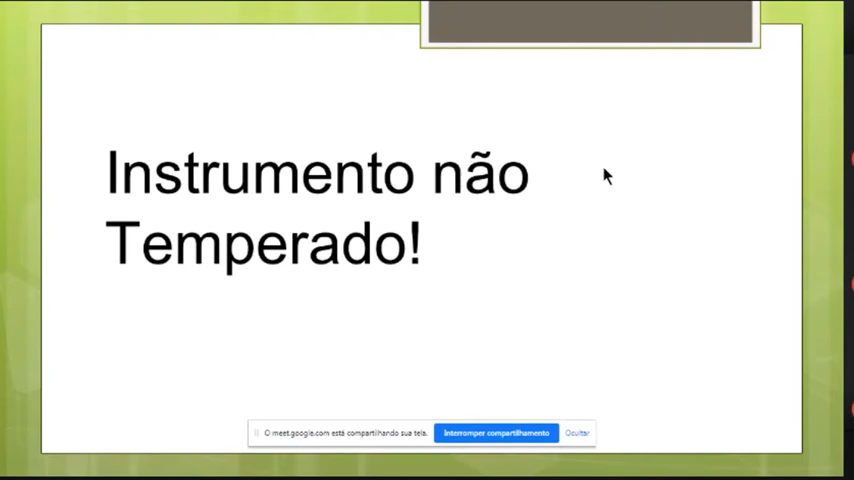 Instrumento não
Temperado!
O meet.google.com está compartilhando sua tela. Interromper compartilhamento Ocultar